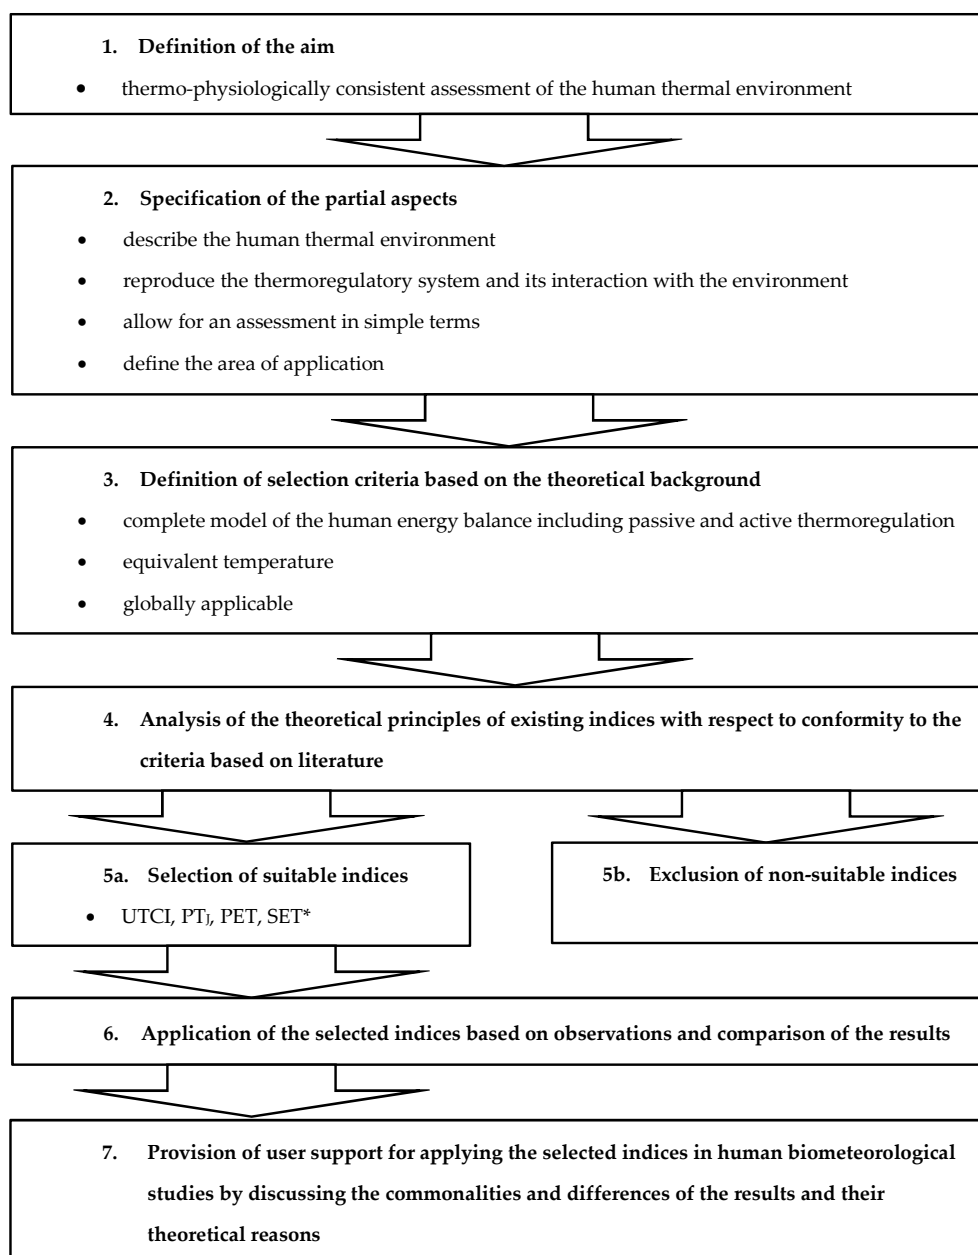 1. Definition of the aim
• thermo-physiologically consistent assessment of the human thermal environment
2. Specification of the partial aspects
• describe the human thermal environment
• reproduce the thermoregulatory system and its interaction with the environment
• allow for an assessment in simple terms
• define the area of application
3. Definition of selection criteria based on the theoretical background
• complete model of the human energy balance including passive and active thermoregulation
• equivalent temperature
• globally applicable
4. Analysis of the theoretical principles of existing indices with respect to conformity to the
criteria based on literature
5a. Selection of suitable indices
• UTCI, PTJ, PET, SET*
5b. Exclusion of non-suitable indices
6. Application of the selected indices based on observations and comparison of the results
7. Provision of user support for applying the selected indices in human biometeorological
studies by discussing the commonalities and differences of the results and their
theoretical reasons